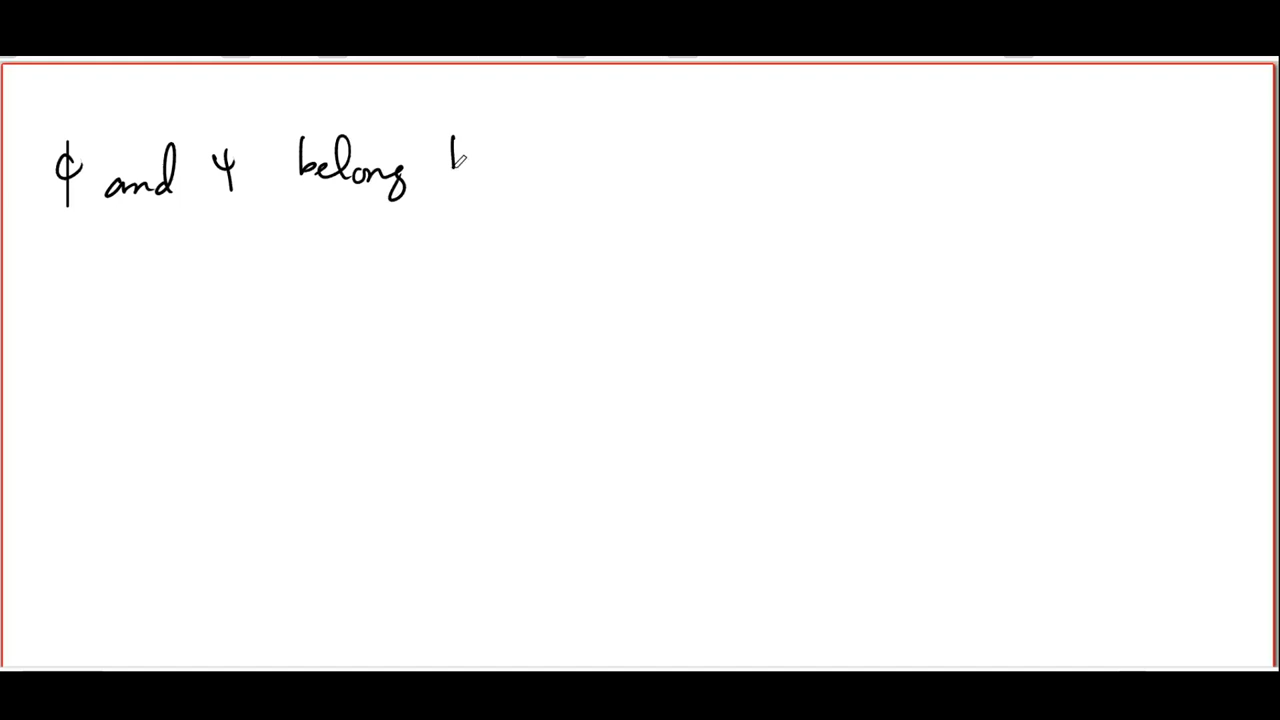 ϕ and ψ belong